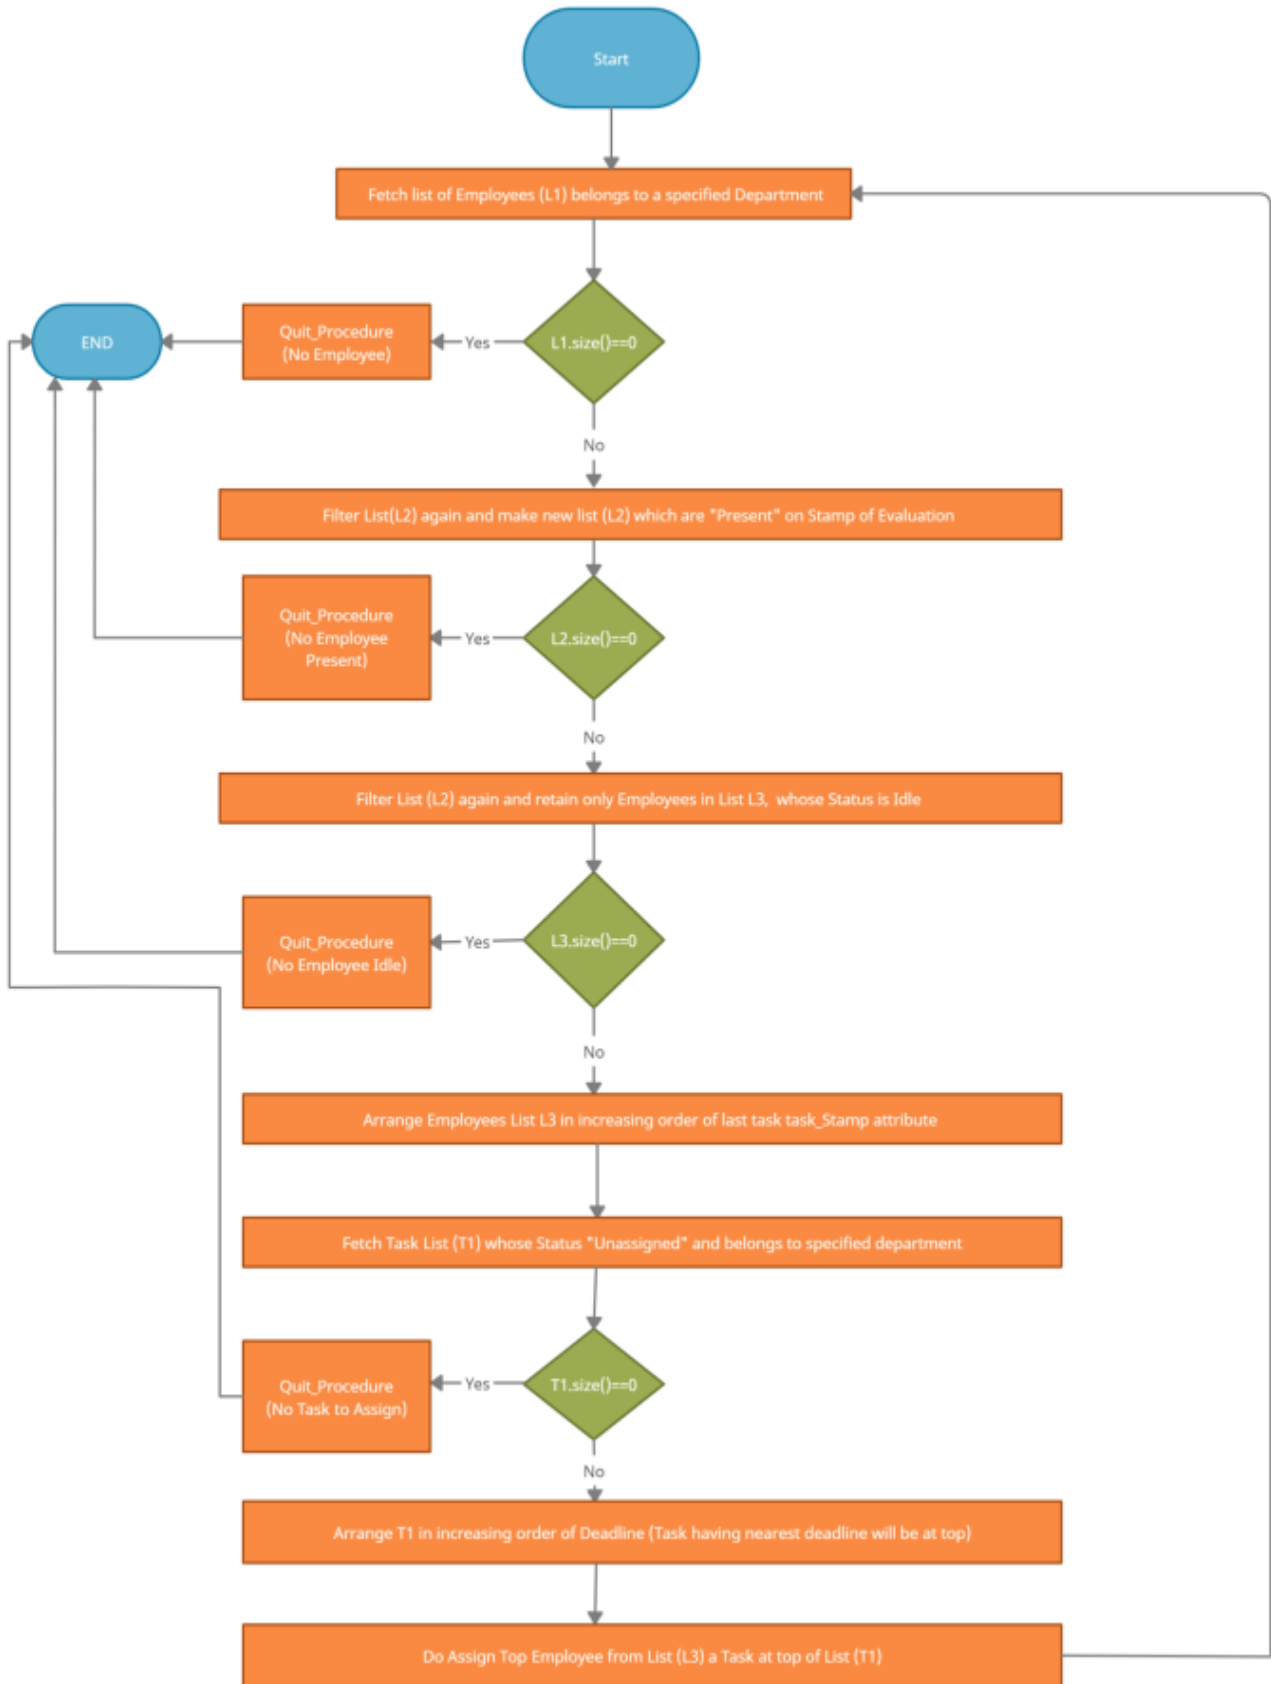 Start
Fetch list of Employees (L1) belongs to a specified Department
END
Quit_Procedure
(No Employee)
Yes
L1.size()==0
No
Filter List(L2) again and make new list (L2) which are "Present" on Stamp of Evaluation
Quit_Procedure
(No Employee
Present)
Yes
L2.size()==0
No
Filter List (L2) again and retain only Employees in List L3, whose Status is Idle
Quit_Procedure
(No Employee Idle)
Yes
L3.size()==0
No
Arrange Employees List L3 in increasing order of last task task_Stamp attribute
Fetch Task List (T1) whose Status "Unassigned" and belongs to specified department
Quit_Procedure
(No Task to Assign)
Yes
T1.size()==0
No
Arrange T1 in increasing order of Deadline (Task having nearest deadline will be at top)
Do Assign Top Employee from List (L3) a Task at top of List (T1)